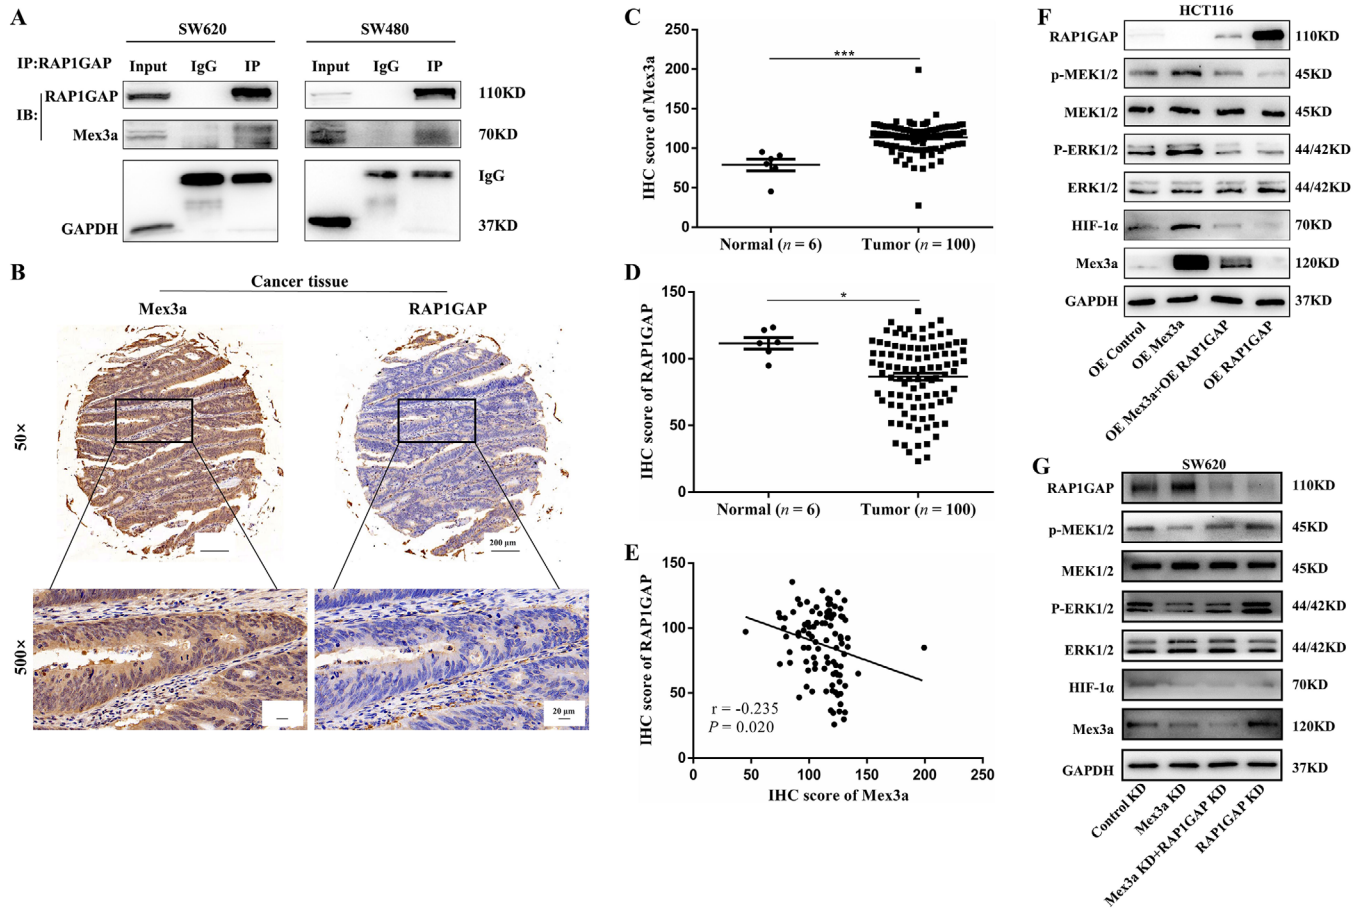 A
SW620 SW480
IP:RAP1GAP Input IgG IP Input IgG IP
RAP1GAP 110KD
IB:
Mex3a 70KD
IgG
GAPDH 37KD
B
Cancer tissue
Mex3a RAP1GAP
50×
200 μm
500×
20 μm
C
IHC score of Mex3a
250
200
150
100
50
0
***
Normal (n = 6) Tumor (n = 100)
D
IHC score of RAP1GAP
150
100
50
0
*
Normal (n = 6) Tumor (n = 100)
E
IHC score of RAP1GAP
150
100
50
0
r = -0.235
P = 0.020
0 50 100 150 200 250
IHC score of Mex3a
F
HCT116
RAP1GAP 110KD
p-MEK1/2 45KD
MEK1/2 45KD
P-ERK1/2 44/42KD
ERK1/2 44/42KD
HIF-1α 70KD
Mex3a 120KD
GAPDH 37KD
OE Control
OE Mex3a
OE Mex3a+OE RAP1GAP
OE RAP1GAP
G
SW620
RAP1GAP 110KD
p-MEK1/2 45KD
MEK1/2 45KD
P-ERK1/2 44/42KD
ERK1/2 44/42KD
HIF-1α 70KD
Mex3a 120KD
GAPDH 37KD
Control KD
Mex3a KD
Mex3a KD+RAP1GAP KD
RAP1GAP KD